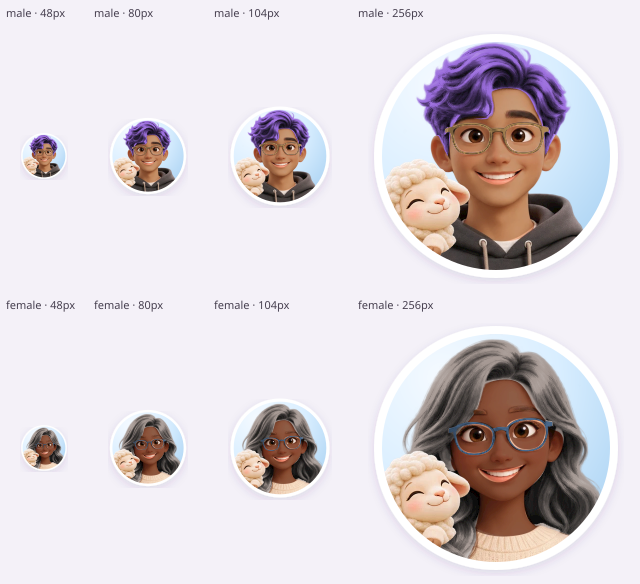 male · 48px
male · 80px
male · 104px
male · 256px
female · 48px
female · 80px
female · 104px
female · 256px